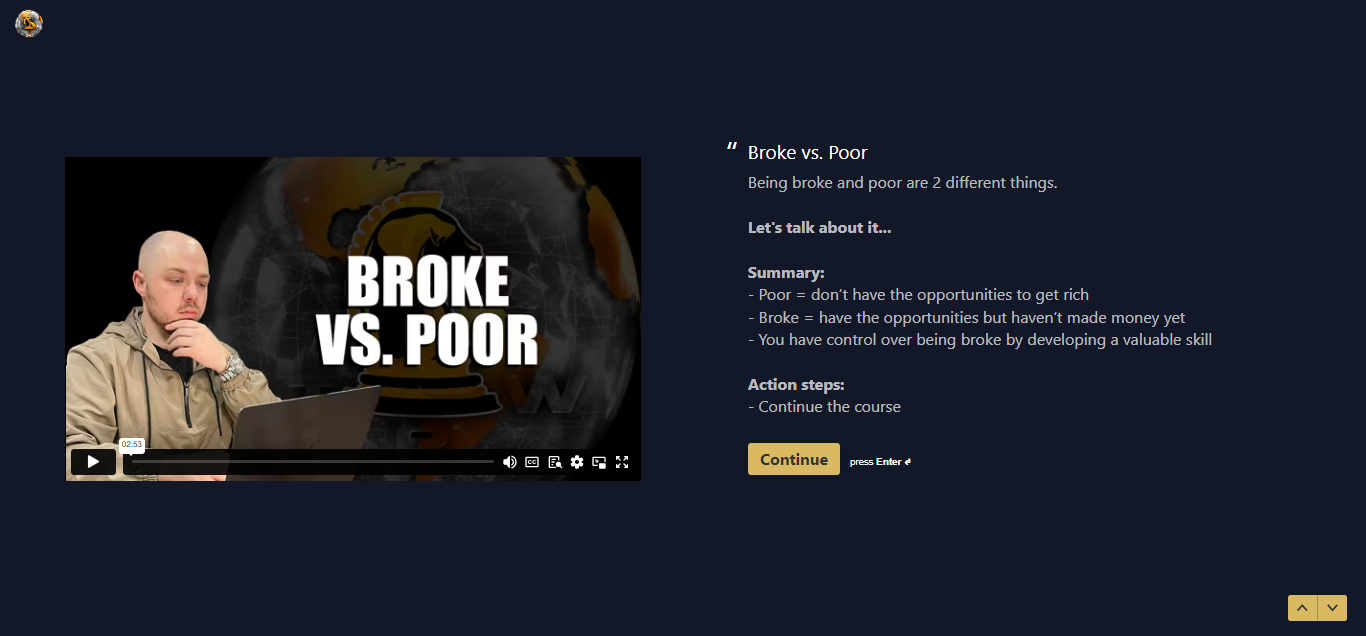 BROKE
VS. POOR
02:53
CC
“ Broke vs. Poor
Being broke and poor are 2 different things.
Let's talk about it...
Summary:
- Poor = don’t have the opportunities to get rich
- Broke = have the opportunities but haven’t made money yet
- You have control over being broke by developing a valuable skill
Action steps:
- Continue the course
Continue
press Enter ↵